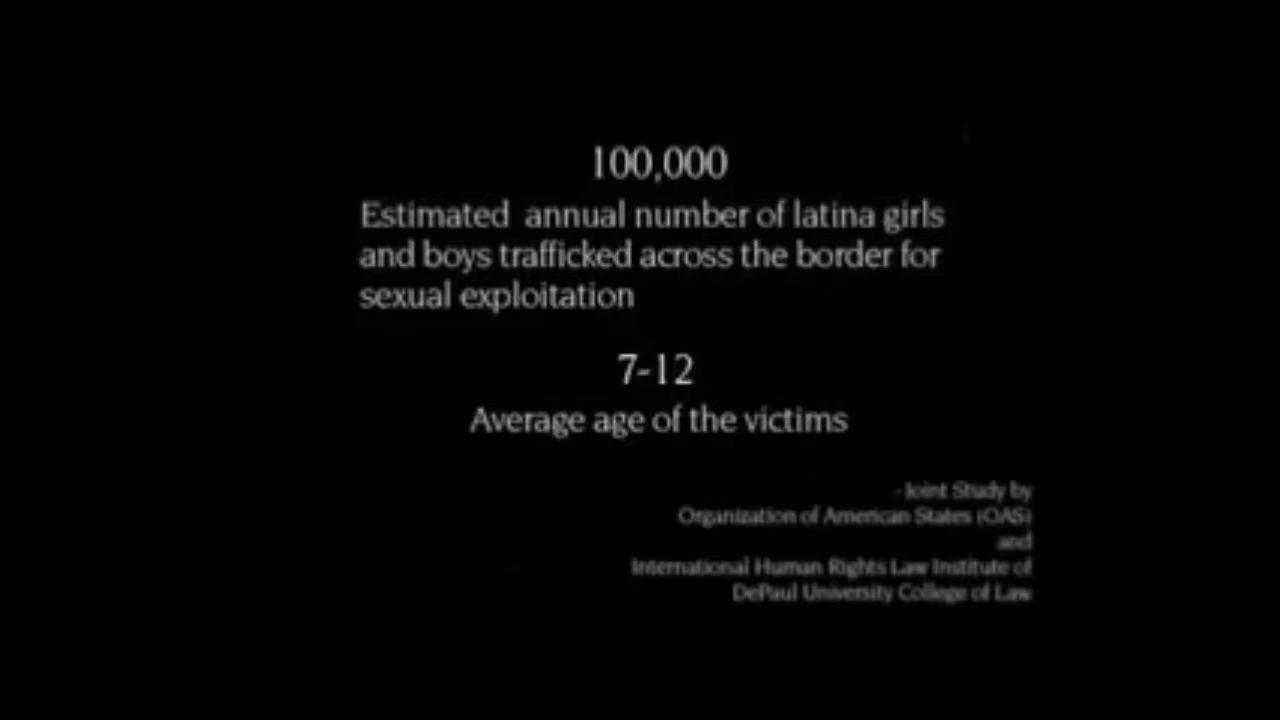 100,000
Estimated annual number of latina girls
and boys trafficked across the border for
sexual exploitation
7-12
Average age of the victims
- Joint Study by
Organization of American States (OAS)
and
International Human Rights Law Institute of
DePaul University College of Law